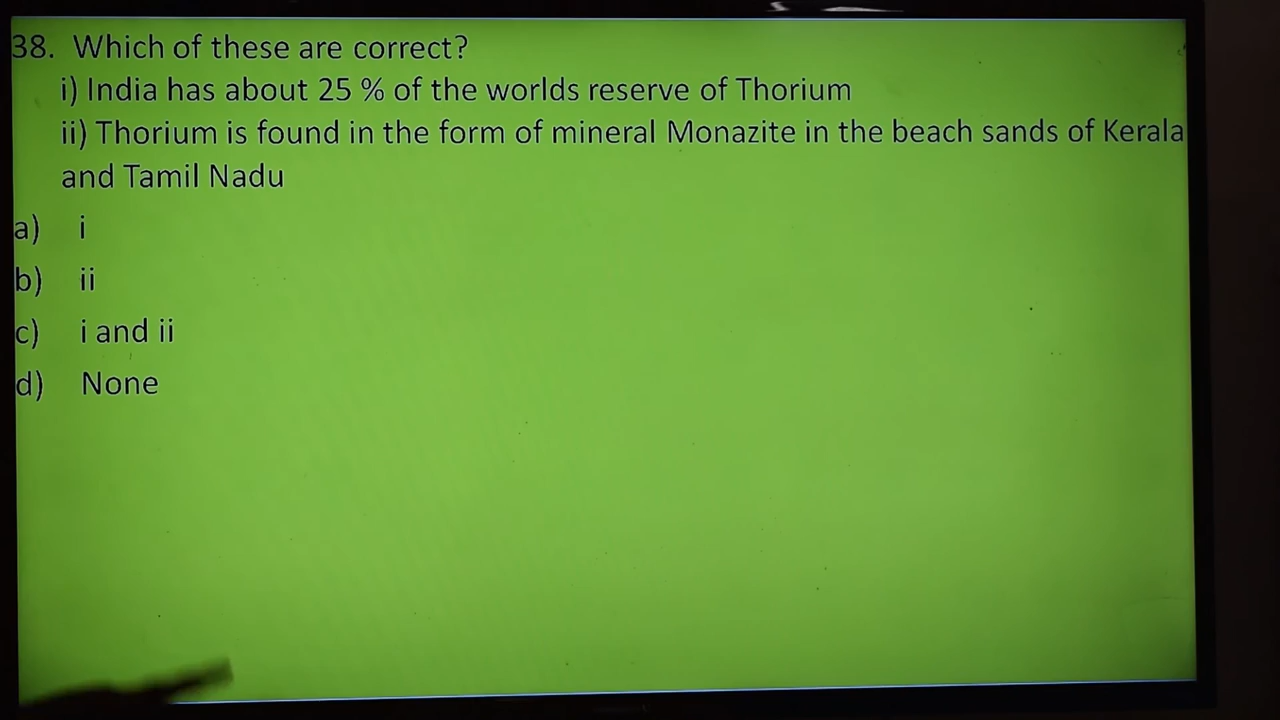 38. Which of these are correct?
i) India has about 25 % of the worlds reserve of Thorium
ii) Thorium is found in the form of mineral Monazite in the beach sands of Kerala
and Tamil Nadu
a) i
b) ii
c) i and ii
d) None